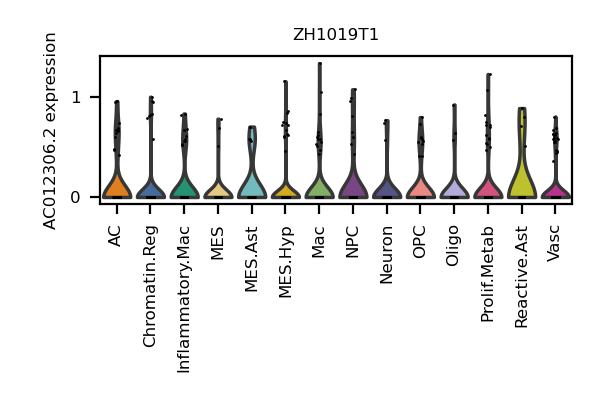 ZH1019T1
AC012306.2 expression
1
0
AC
Chromatin.Reg
Inflammatory.Mac
MES
MES.Ast
MES.Hyp
Mac
NPC
Neuron
OPC
Oligo
Prolif.Metab
Reactive.Ast
Vasc